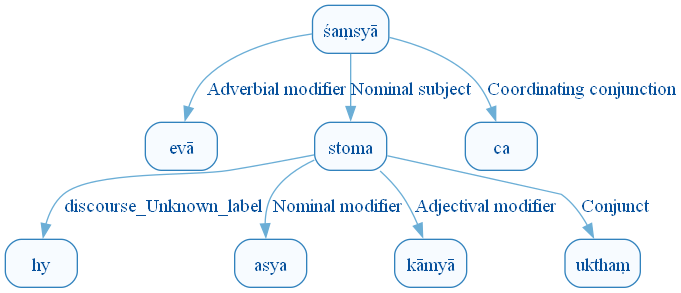 śaṃsyā
Adverbial modifier Nominal subject Coordinating conjunction
evā stoma ca
discourse_Unknown_label Nominal modifier Adjectival modifier Conjunct
hy asya kāmyā ukthaṃ